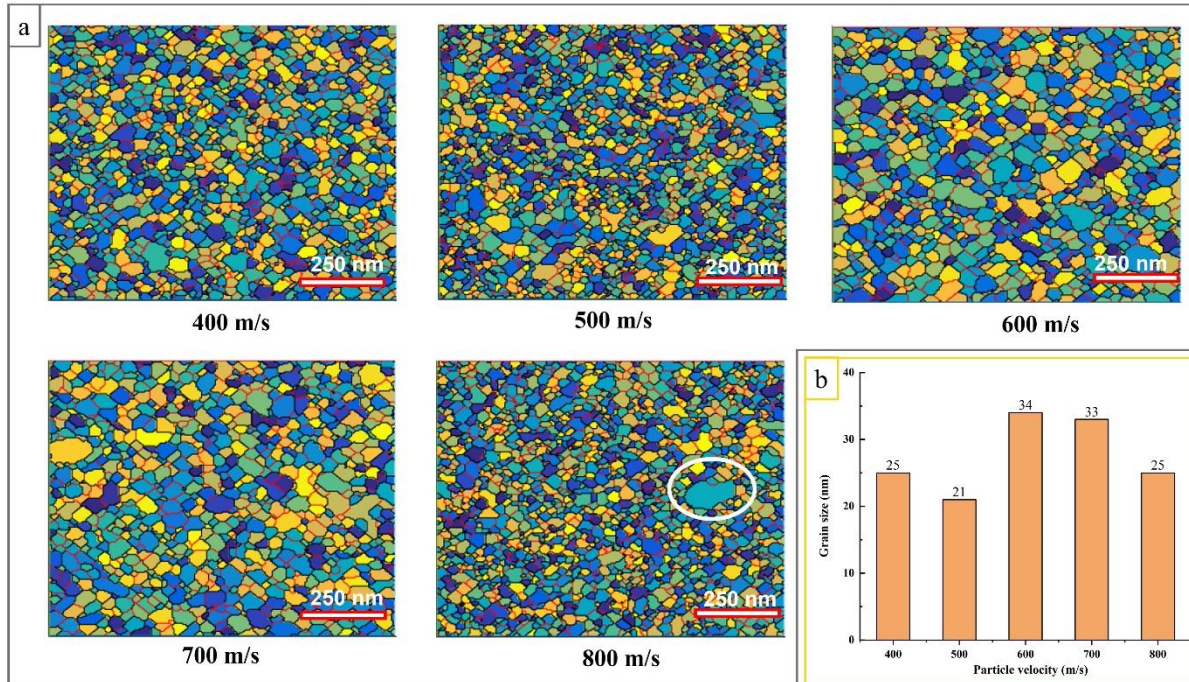 a
250 nm
400 m/s
250 nm
500 m/s
250 nm
600 m/s
250 nm
700 m/s
250 nm
800 m/s
b
40
30
20
10
0
Grain size (nm)
25
21
34
33
25
400 500 600 700 800
Particle velocity (m/s)